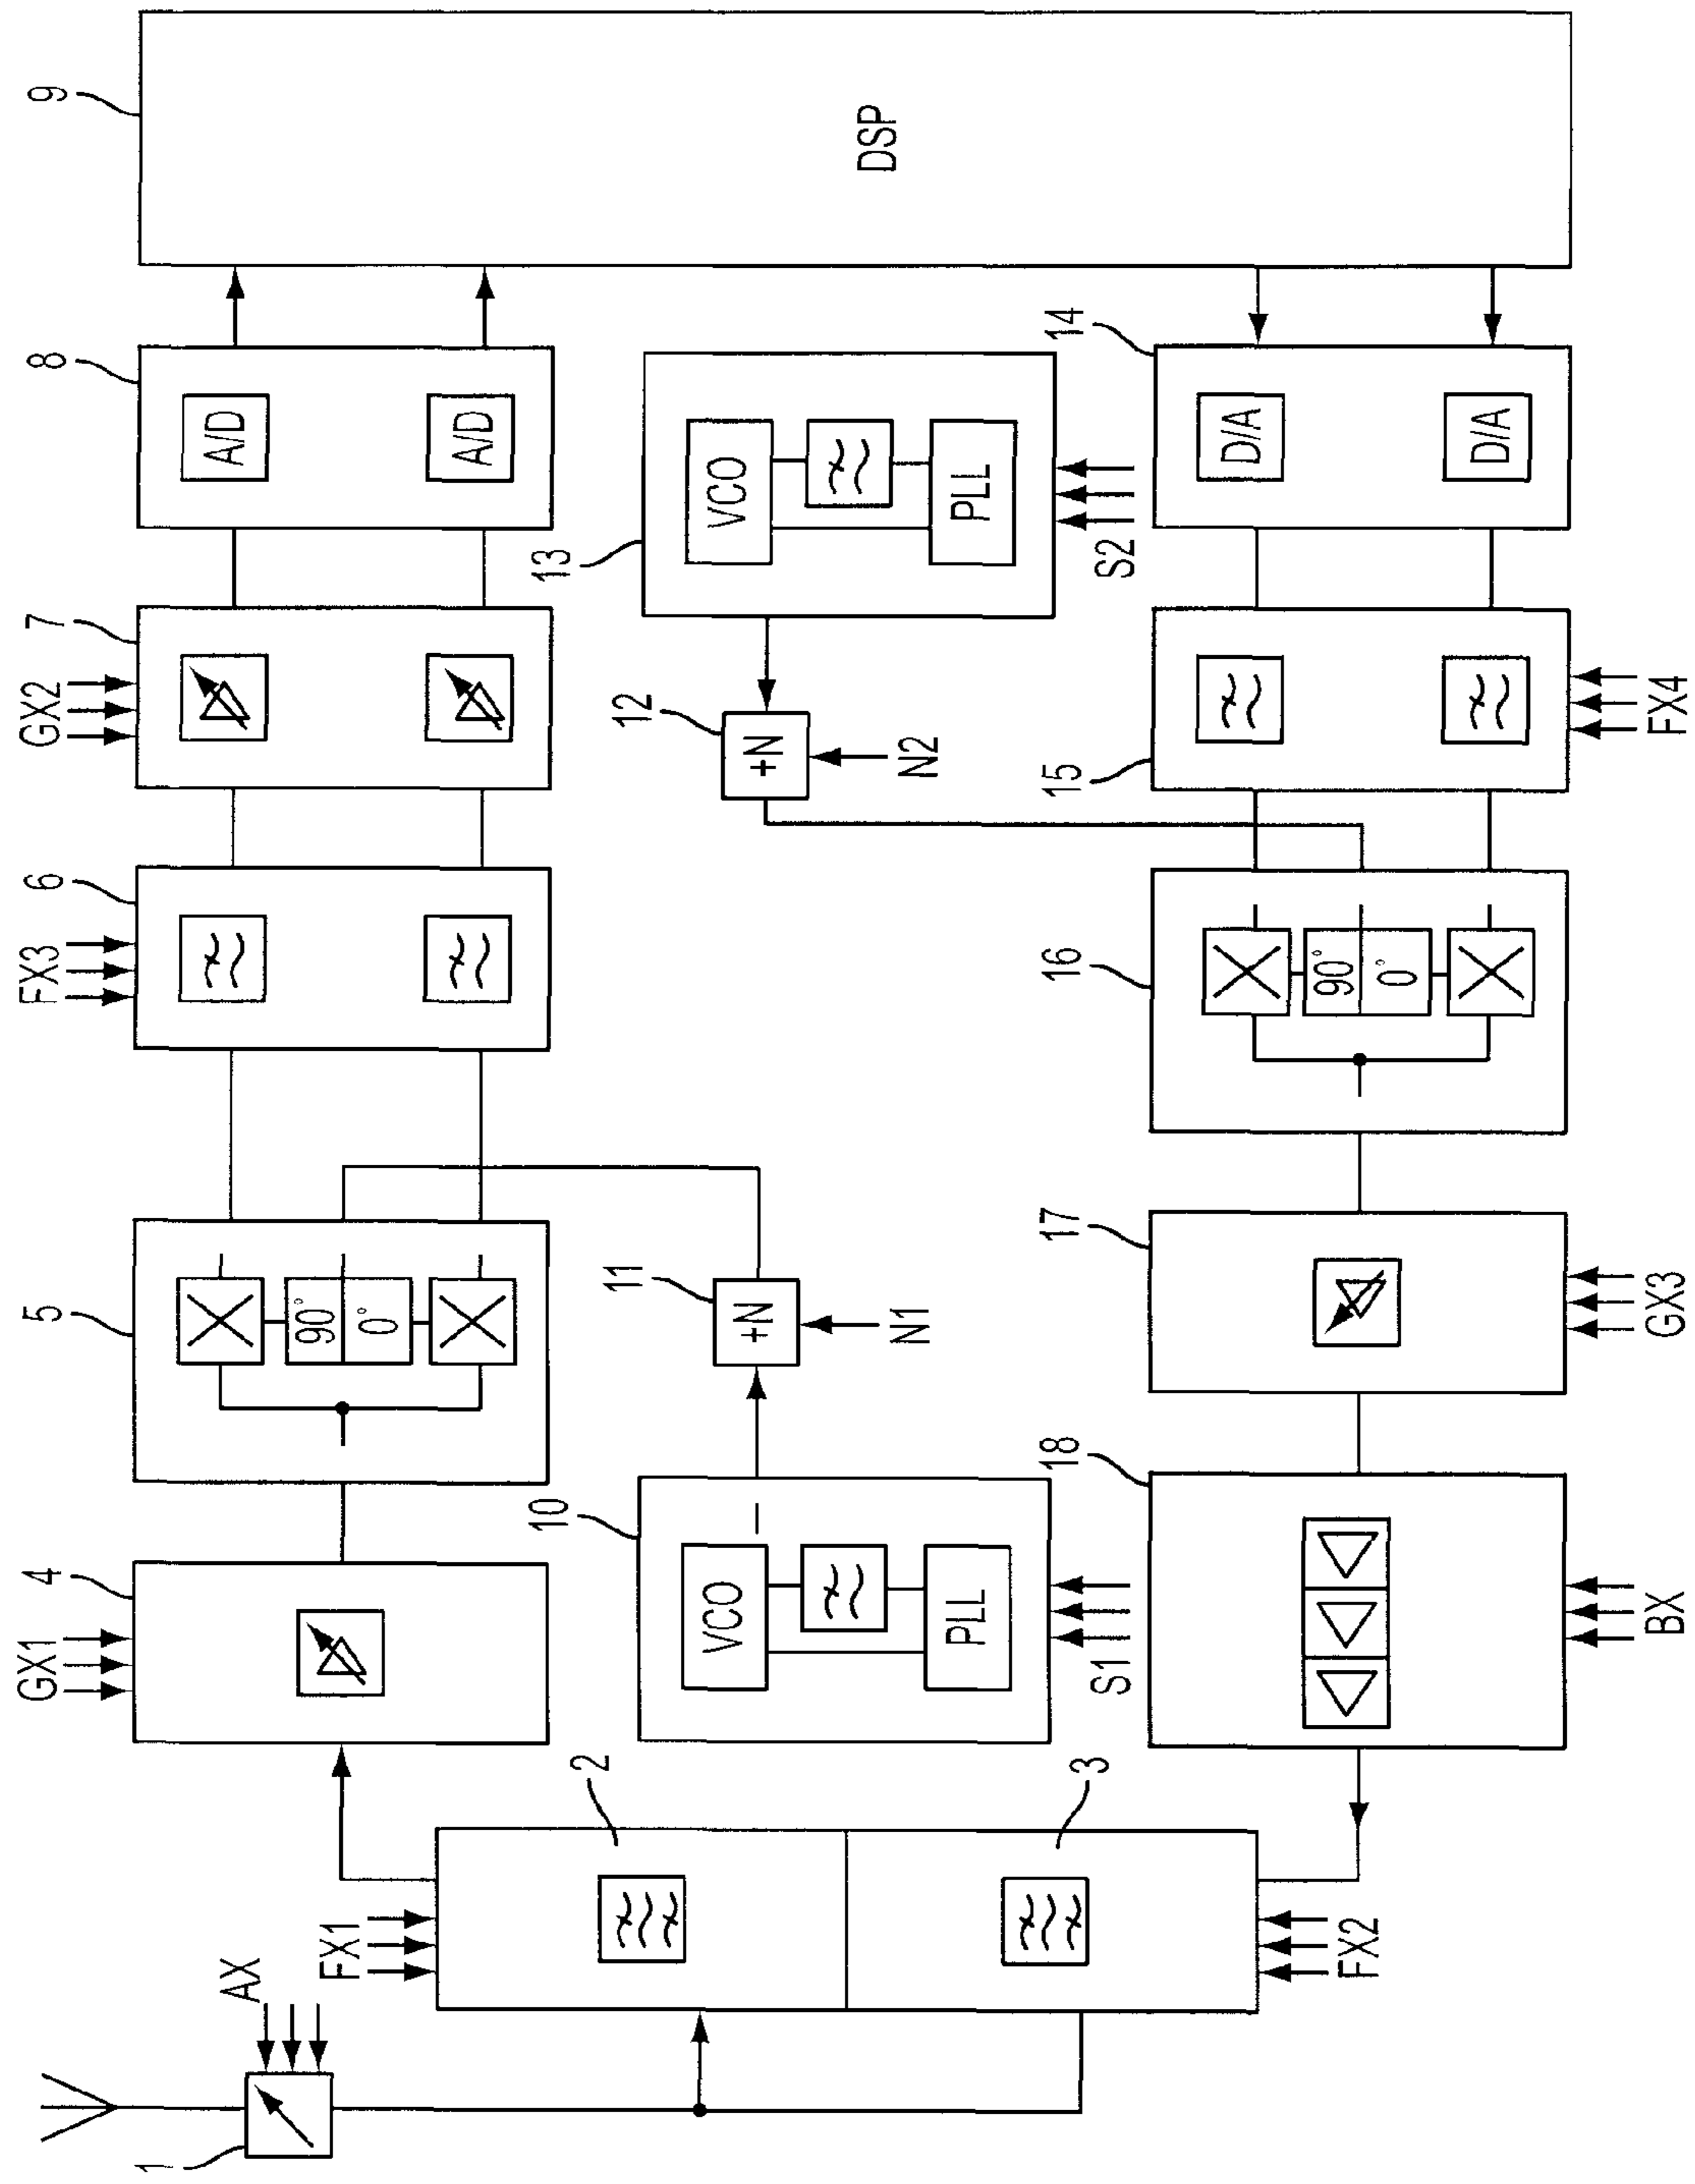 1
AX
FX1
2
3
FX2
GX1
4
5
90°
0°
FX3
6
GX2
7
8
A/D
A/D
9
DSP
10
VCO
PLL
S1
11
+N
N1
12
+N
N2
13
VCO
PLL
S2
14
D/A
D/A
15
FX4
16
90°
0°
17
GX3
18
BX